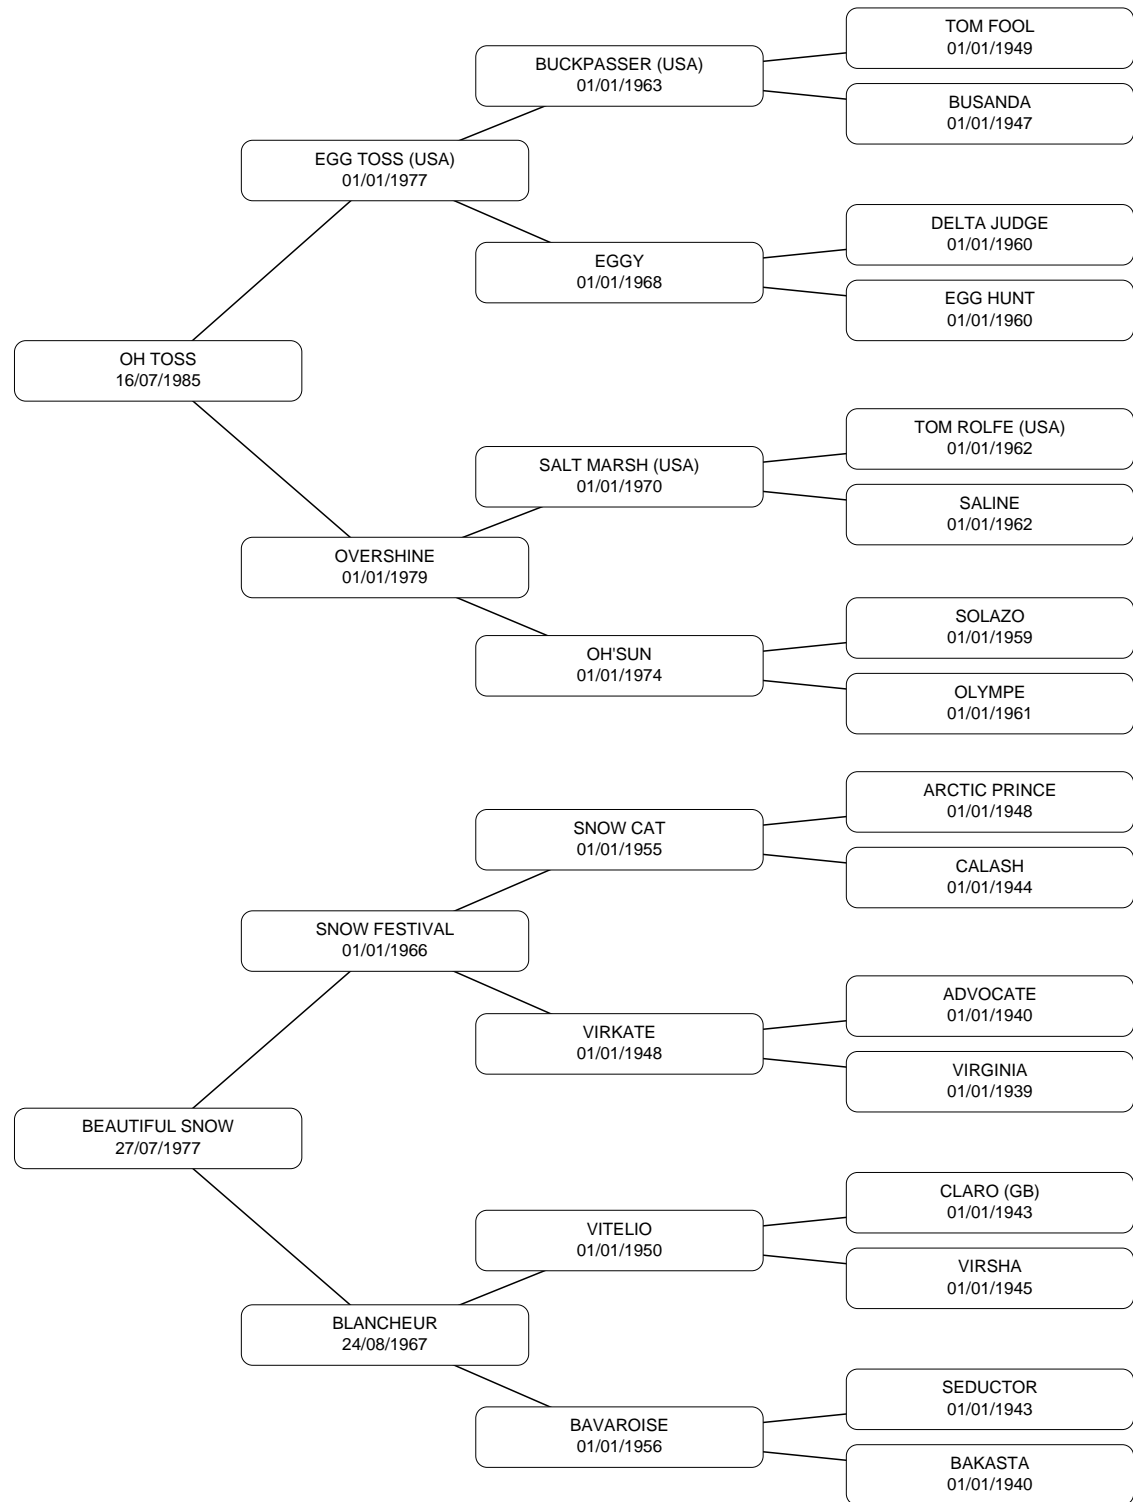 TOM FOOL
01/01/1949
BUCKPASSER (USA)
01/01/1963
BUSANDA
01/01/1947
EGG TOSS (USA)
01/01/1977
DELTA JUDGE
01/01/1960
EGGY
01/01/1968
EGG HUNT
01/01/1960
OH TOSS
16/07/1985
TOM ROLFE (USA)
01/01/1962
SALT MARSH (USA)
01/01/1970
SALINE
01/01/1962
OVERSHINE
01/01/1979
SOLAZO
01/01/1959
OH'SUN
01/01/1974
OLYMPE
01/01/1961
ARCTIC PRINCE
01/01/1948
SNOW CAT
01/01/1955
CALASH
01/01/1944
SNOW FESTIVAL
01/01/1966
ADVOCATE
01/01/1940
VIRKATE
01/01/1948
VIRGINIA
01/01/1939
BEAUTIFUL SNOW
27/07/1977
CLARO (GB)
01/01/1943
VITELIO
01/01/1950
VIRSHA
01/01/1945
BLANCHEUR
24/08/1967
SEDUCTOR
01/01/1943
BAVAROISE
01/01/1956
BAKASTA
01/01/1940